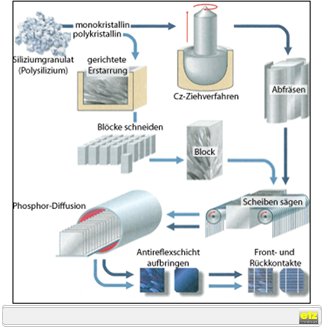 monokristallin
polykristallin
Siliziumgranulat
(Polysilizium)
gerichtete
Erstarrung
Cz-Ziehverfahren
Abfräsen
Blöcke schneiden
Block
Scheiben sägen
Phosphor-Diffusion
Antireflexschicht
aufbringen
Front- und
Rückkontakte
etz